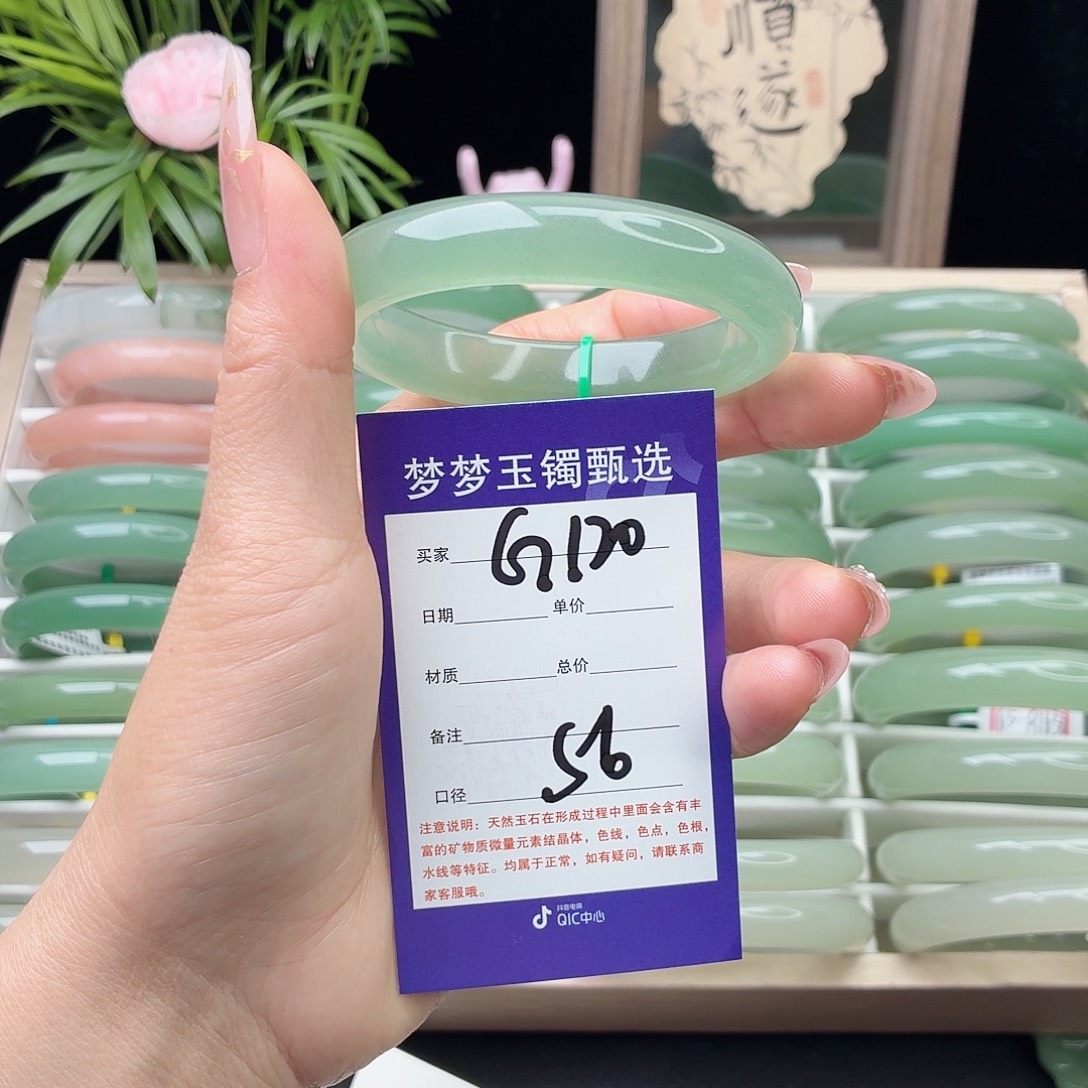 顺遂
梦梦玉镯甄选
买家 G1120
日期 单价
材质 总价
备注
口径 56
注意说明：天然玉石在形成过程中里面会含有丰
富的矿物质微量元素结晶体，色线，色点，色根，
水线等特征。均属于正常，如有疑问，请联系商
家客服哦。
抖音电商
QIC中心